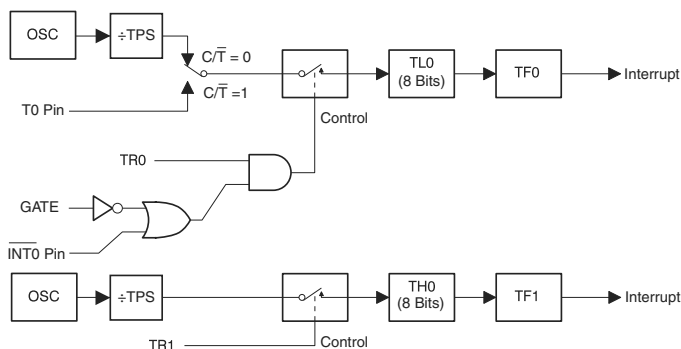 OSC
÷TPS
C/T̅ = 0
C/T̅ =1
T0 Pin
TL0
(8 Bits)
TF0
Interrupt
Control
TR0
GATE
I̅N̅T̅0̅ Pin
OSC
÷TPS
TH0
(8 Bits)
TF1
Interrupt
TR1
Control